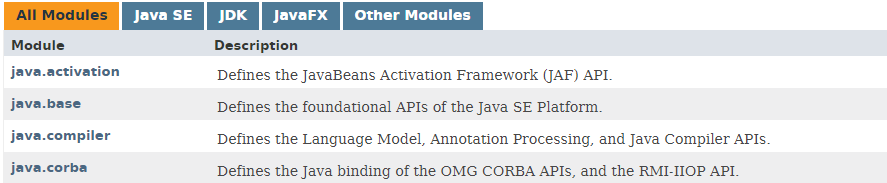 All Modules Java SE JDK JavaFX Other Modules
Module Description
java.activation Defines the JavaBeans Activation Framework (JAF) API.
java.base Defines the foundational APIs of the Java SE Platform.
java.compiler Defines the Language Model, Annotation Processing, and Java Compiler APIs.
java.corba Defines the Java binding of the OMG CORBA APIs, and the RMI-IIOP API.